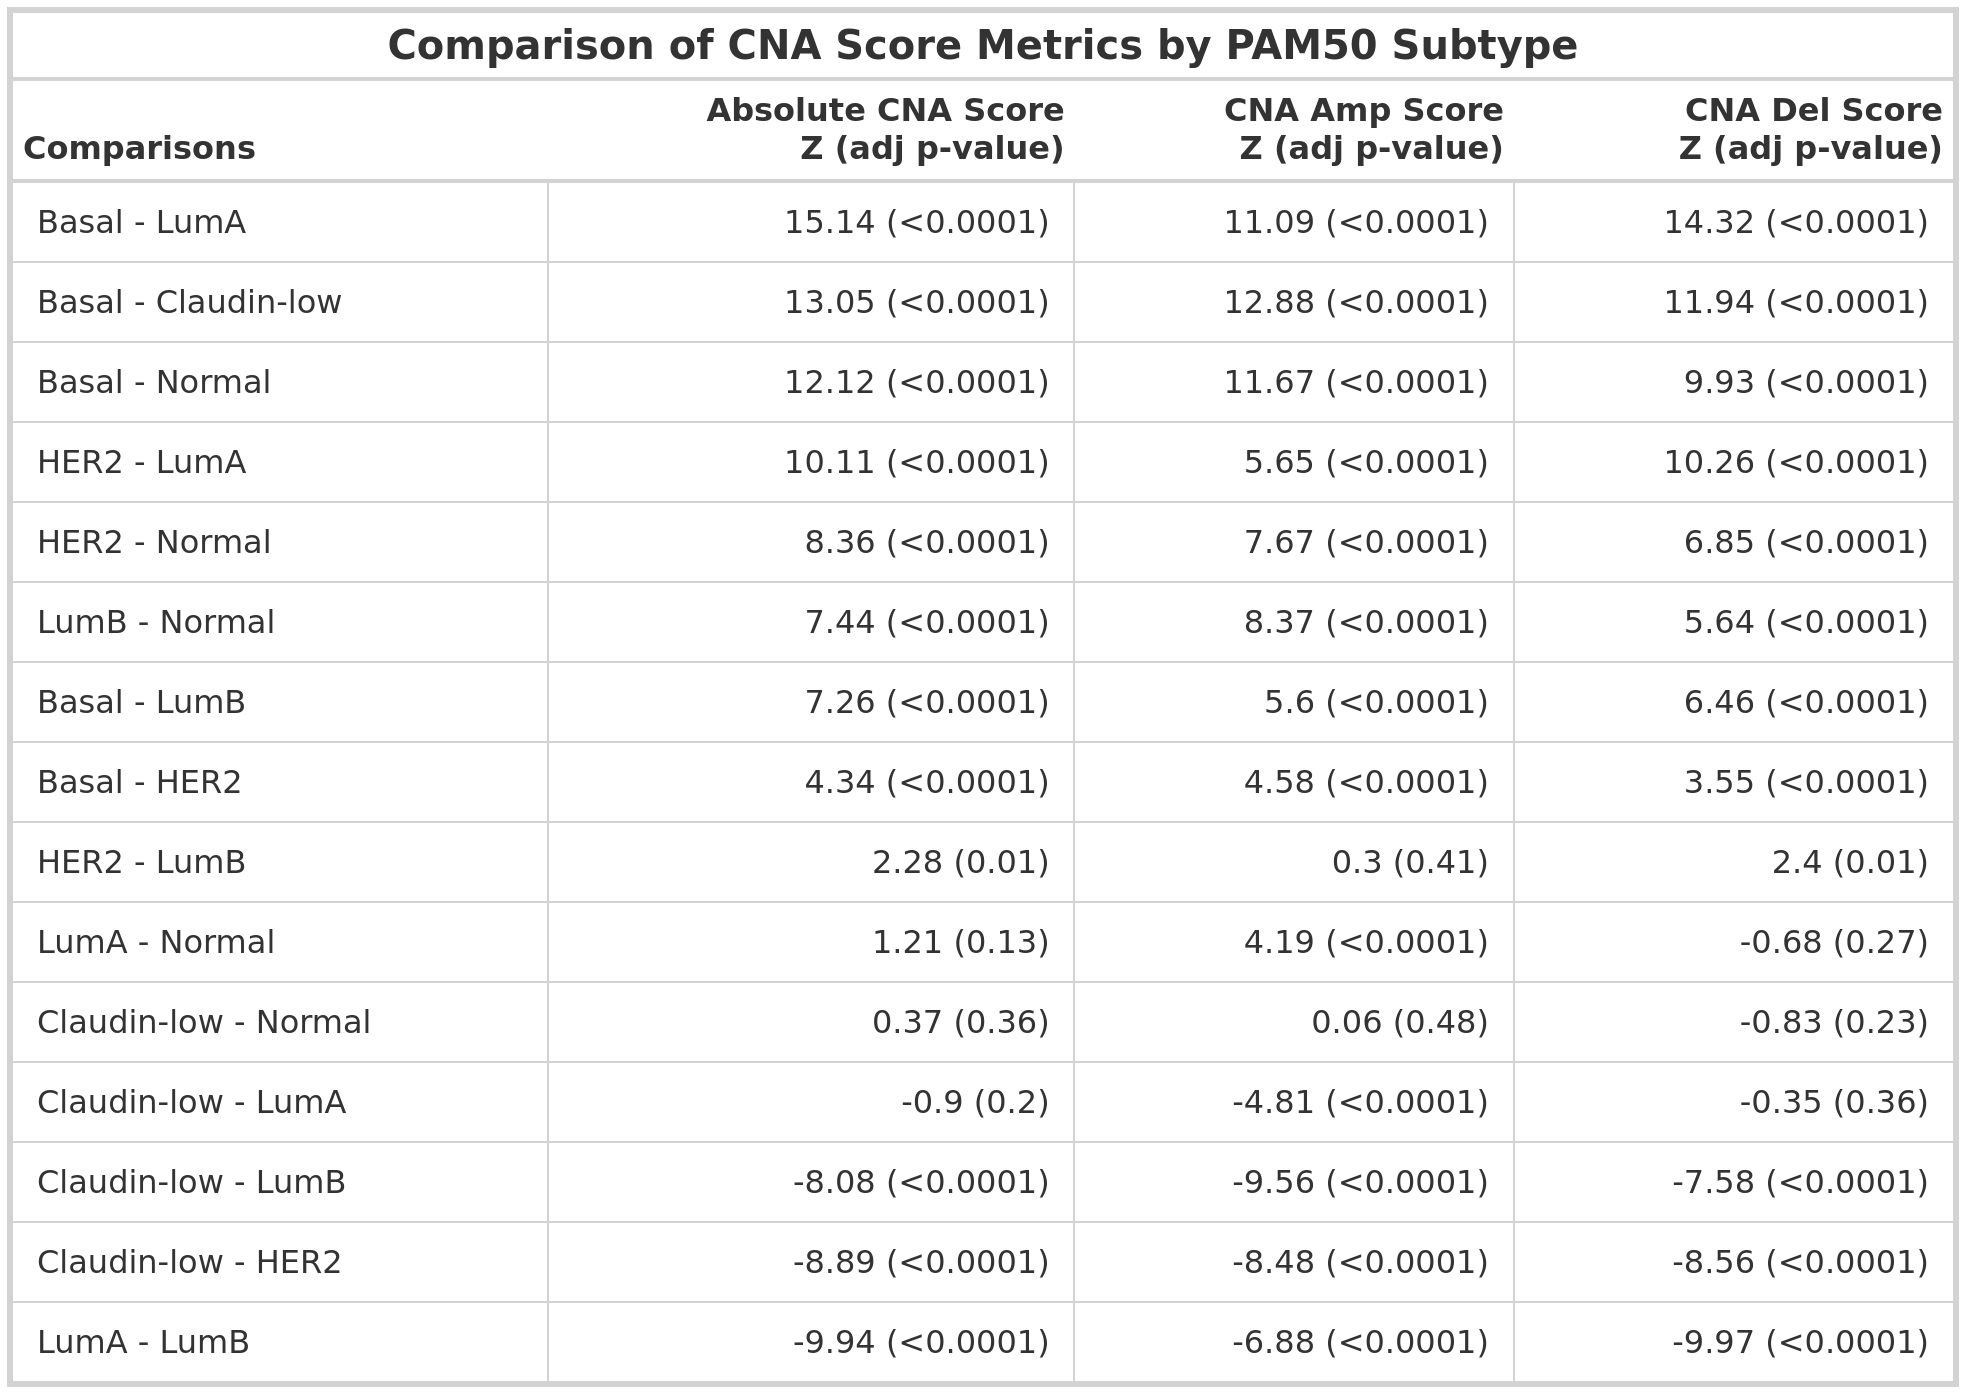 Comparison of CNA Score Metrics by PAM50 Subtype
Comparisons Absolute CNA Score Z (adj p-value) CNA Amp Score Z (adj p-value) CNA Del Score Z (adj p-value)
Basal - LumA 15.14 (<0.0001) 11.09 (<0.0001) 14.32 (<0.0001)
Basal - Claudin-low 13.05 (<0.0001) 12.88 (<0.0001) 11.94 (<0.0001)
Basal - Normal 12.12 (<0.0001) 11.67 (<0.0001) 9.93 (<0.0001)
HER2 - LumA 10.11 (<0.0001) 5.65 (<0.0001) 10.26 (<0.0001)
HER2 - Normal 8.36 (<0.0001) 7.67 (<0.0001) 6.85 (<0.0001)
LumB - Normal 7.44 (<0.0001) 8.37 (<0.0001) 5.64 (<0.0001)
Basal - LumB 7.26 (<0.0001) 5.6 (<0.0001) 6.46 (<0.0001)
Basal - HER2 4.34 (<0.0001) 4.58 (<0.0001) 3.55 (<0.0001)
HER2 - LumB 2.28 (0.01) 0.3 (0.41) 2.4 (0.01)
LumA - Normal 1.21 (0.13) 4.19 (<0.0001) -0.68 (0.27)
Claudin-low - Normal 0.37 (0.36) 0.06 (0.48) -0.83 (0.23)
Claudin-low - LumA -0.9 (0.2) -4.81 (<0.0001) -0.35 (0.36)
Claudin-low - LumB -8.08 (<0.0001) -9.56 (<0.0001) -7.58 (<0.0001)
Claudin-low - HER2 -8.89 (<0.0001) -8.48 (<0.0001) -8.56 (<0.0001)
LumA - LumB -9.94 (<0.0001) -6.88 (<0.0001) -9.97 (<0.0001)